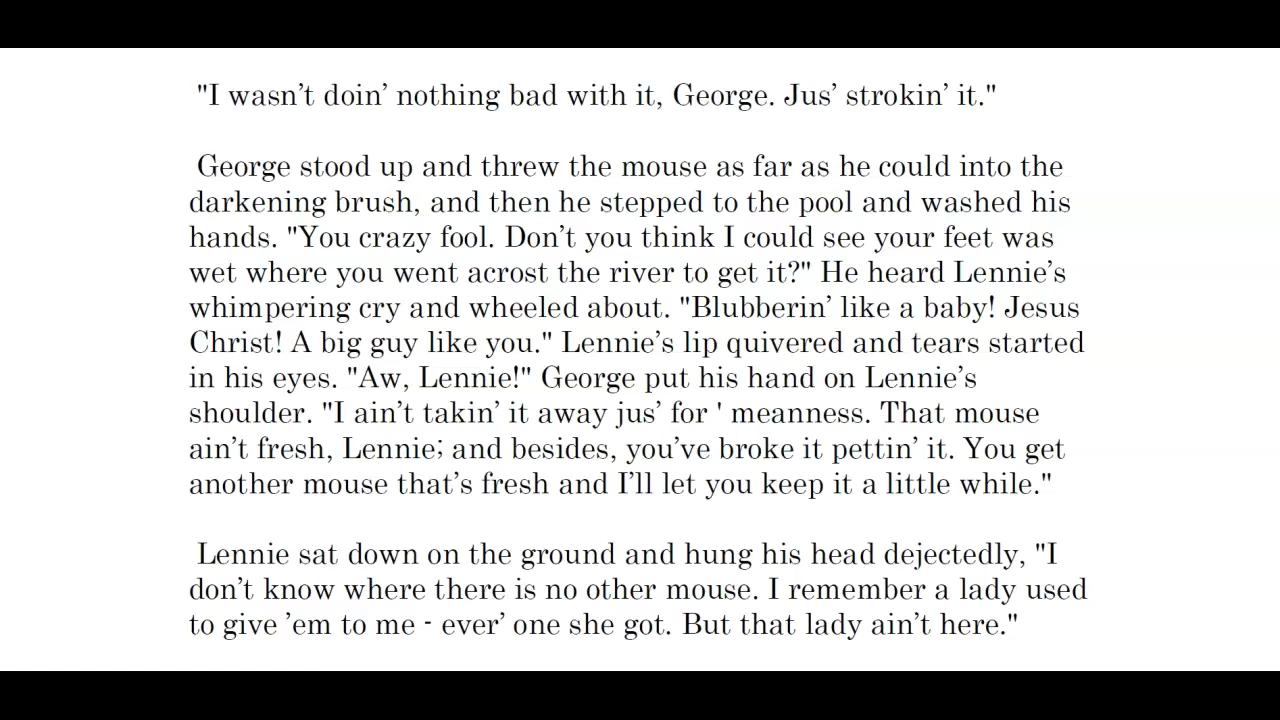 "I wasn’t doin’ nothing bad with it, George. Jus’ strokin’ it."
George stood up and threw the mouse as far as he could into the
darkening brush, and then he stepped to the pool and washed his
hands. "You crazy fool. Don’t you think I could see your feet was
wet where you went acrost the river to get it?" He heard Lennie’s
whimpering cry and wheeled about. "Blubberin’ like a baby! Jesus
Christ! A big guy like you." Lennie’s lip quivered and tears started
in his eyes. "Aw, Lennie!" George put his hand on Lennie’s
shoulder. "I ain’t takin’ it away jus’ for ' meanness. That mouse
ain’t fresh, Lennie; and besides, you’ve broke it pettin’ it. You get
another mouse that’s fresh and I’ll let you keep it a little while."
Lennie sat down on the ground and hung his head dejectedly, "I
don’t know where there is no other mouse. I remember a lady used
to give ’em to me - ever’ one she got. But that lady ain’t here."